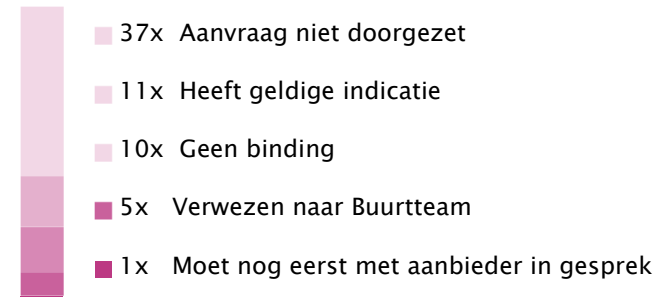 37x Aanvraag niet doorgezet
11x Heeft geldige indicatie
10x Geen binding
5x Verwezen naar Buurtteam
1x Moet nog eerst met aanbieder in gesprek